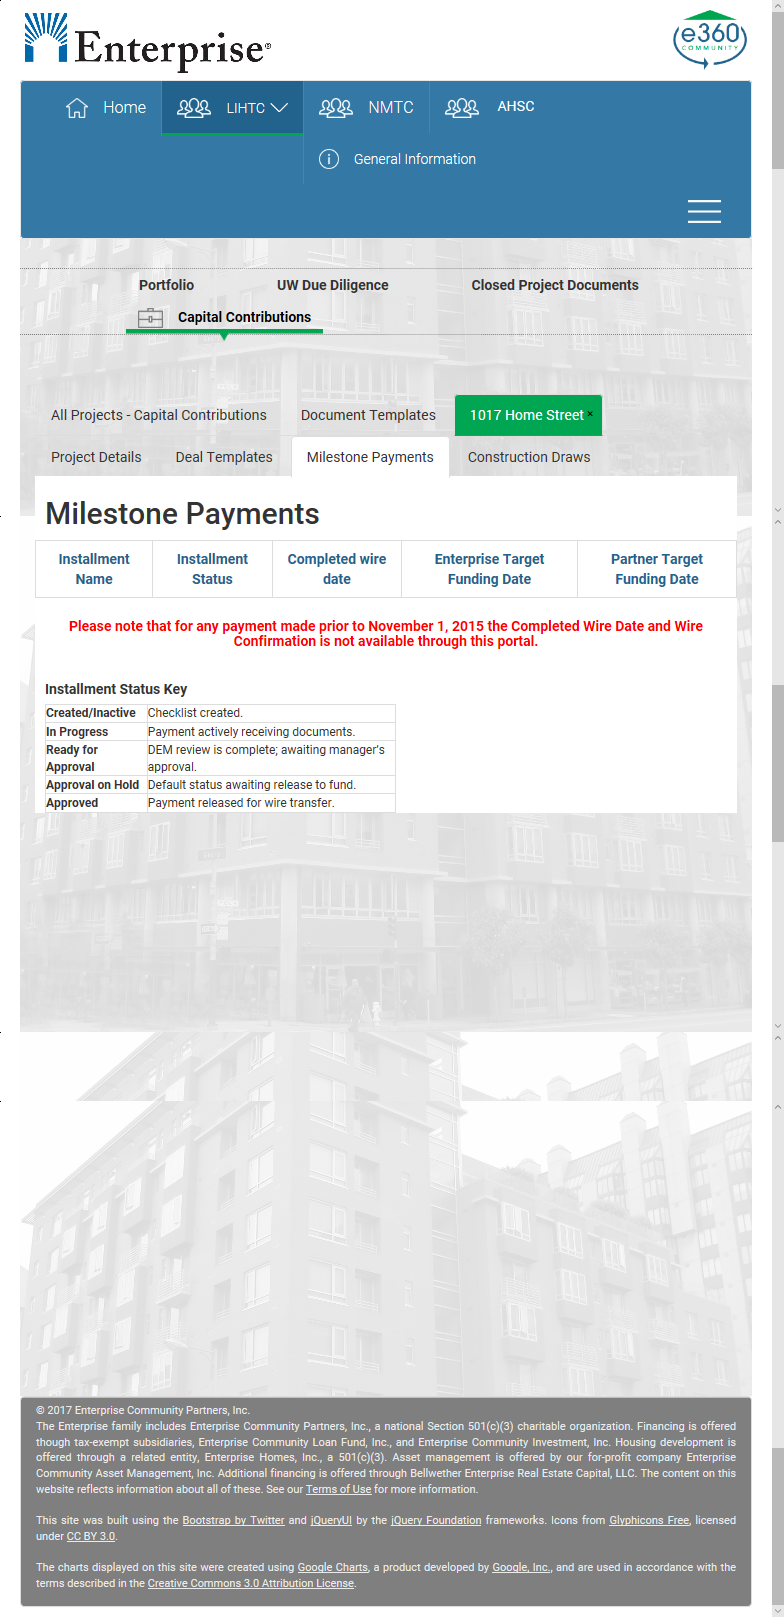 Enterprise®
e360
COMMUNITY
Home
LIHTC
NMTC
AHSC
General Information
Portfolio
UW Due Diligence
Closed Project Documents
Capital Contributions
All Projects - Capital Contributions
Document Templates
1017 Home Street ×
Project Details
Deal Templates
Milestone Payments
Construction Draws
Milestone Payments
Installment Name
Installment Status
Completed wire date
Enterprise Target Funding Date
Partner Target Funding Date
Please note that for any payment made prior to November 1, 2015 the Completed Wire Date and Wire
Confirmation is not available through this portal.
Installment Status Key
Created/Inactive Checklist created.
In Progress Payment actively receiving documents.
Ready for Approval DEM review is complete; awaiting manager's approval.
Approval on Hold Default status awaiting release to fund.
Approved Payment released for wire transfer.
© 2017 Enterprise Community Partners, Inc.
The Enterprise family includes Enterprise Community Partners, Inc., a national Section 501(c)(3) charitable organization. Financing is offered
though tax-exempt subsidiaries, Enterprise Community Loan Fund, Inc., and Enterprise Community Investment, Inc. Housing development is
offered through a related entity, Enterprise Homes, Inc., a 501(c)(3). Asset management is offered by our for-profit company Enterprise
Community Asset Management, Inc. Additional financing is offered through Bellwether Enterprise Real Estate Capital, LLC. The content on this
website reflects information about all of these. See our Terms of Use for more information.
This site was built using the Bootstrap by Twitter and jQueryUI by the jQuery Foundation frameworks. Icons from Glyphicons Free, licensed
under CC BY 3.0.
The charts displayed on this site were created using Google Charts, a product developed by Google, Inc., and are used in accordance with the
terms described in the Creative Commons 3.0 Attribution License.